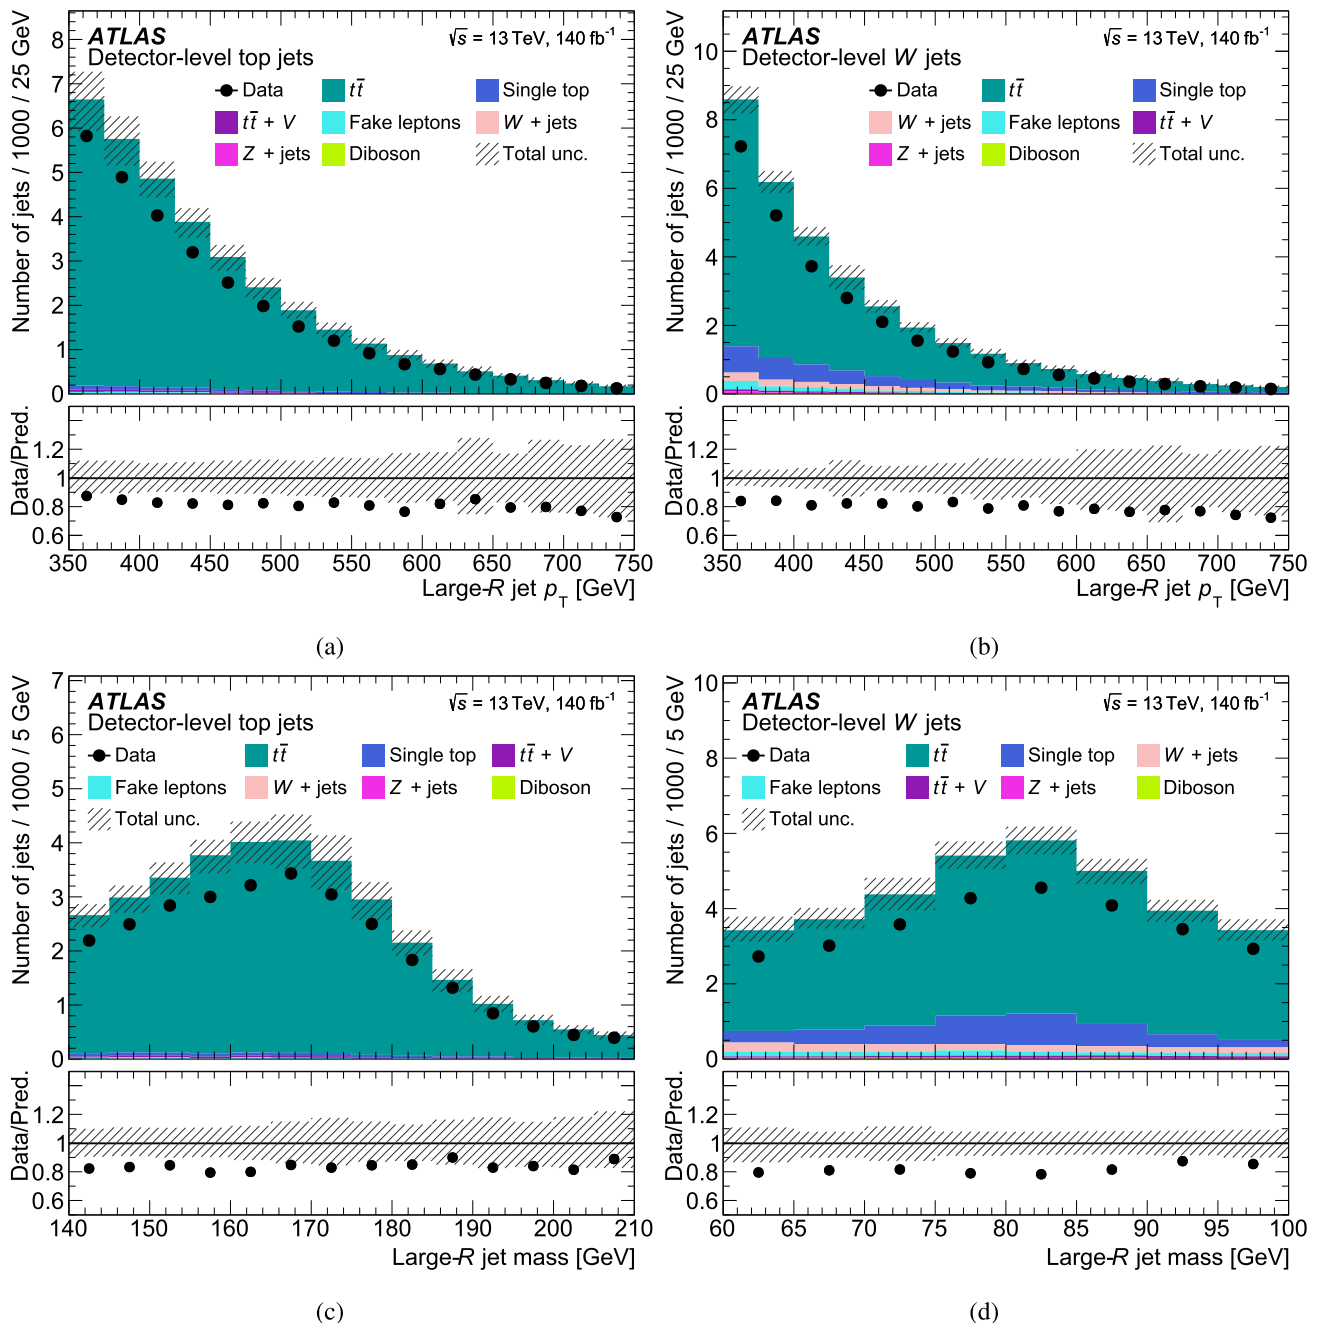 ATLAS
√s = 13 TeV, 140 fb⁻¹
Detector-level top jets
Data
tt̄
Single top
tt̄ + V
Fake leptons
W + jets
Z + jets
Diboson
Total unc.
Number of jets / 1000 / 25 GeV
8
7
6
5
4
3
2
1
0
Data/Pred.
1.2
1
0.8
0.6
350 400 450 500 550 600 650 700 750
Large-R jet p_T [GeV]
(a)
ATLAS
√s = 13 TeV, 140 fb⁻¹
Detector-level W jets
Data
tt̄
Single top
W + jets
Fake leptons
tt̄ + V
Z + jets
Diboson
Total unc.
Number of jets / 1000 / 25 GeV
10
8
6
4
2
0
Data/Pred.
1.2
1
0.8
0.6
350 400 450 500 550 600 650 700 750
Large-R jet p_T [GeV]
(b)
ATLAS
√s = 13 TeV, 140 fb⁻¹
Detector-level top jets
Data
tt̄
Single top
tt̄ + V
Fake leptons
W + jets
Z + jets
Diboson
Total unc.
Number of jets / 1000 / 5 GeV
7
6
5
4
3
2
1
0
Data/Pred.
1.2
1
0.8
0.6
140 150 160 170 180 190 200 210
Large-R jet mass [GeV]
(c)
ATLAS
√s = 13 TeV, 140 fb⁻¹
Detector-level W jets
Data
tt̄
Single top
W + jets
Fake leptons
tt̄ + V
Z + jets
Diboson
Total unc.
Number of jets / 1000 / 5 GeV
10
8
6
4
2
0
Data/Pred.
1.2
1
0.8
0.6
60 65 70 75 80 85 90 95 100
Large-R jet mass [GeV]
(d)